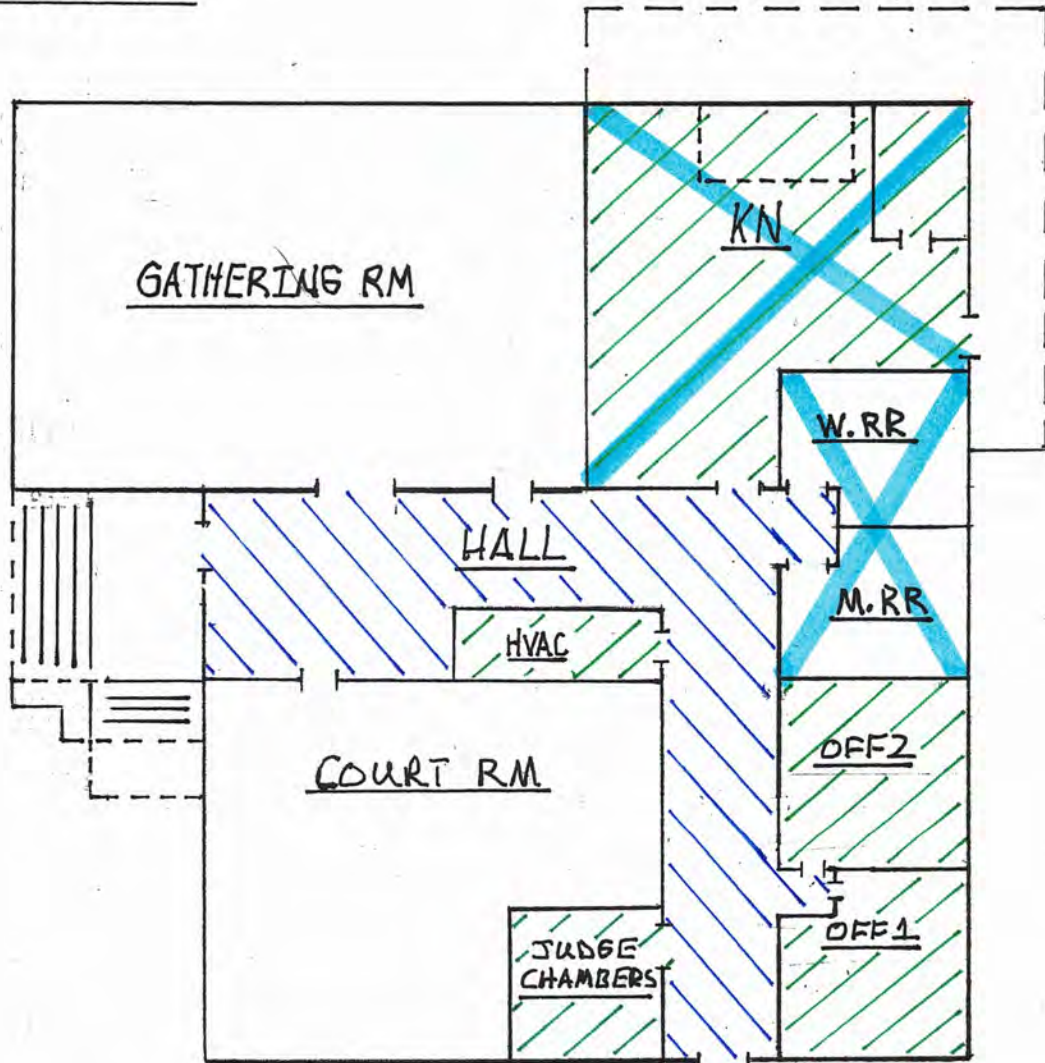 KN
GATHERING RM
W.RR
HALL
M.RR
HVAC
OFF2
COURT RM
OFF1
JUDGE
CHAMBERS